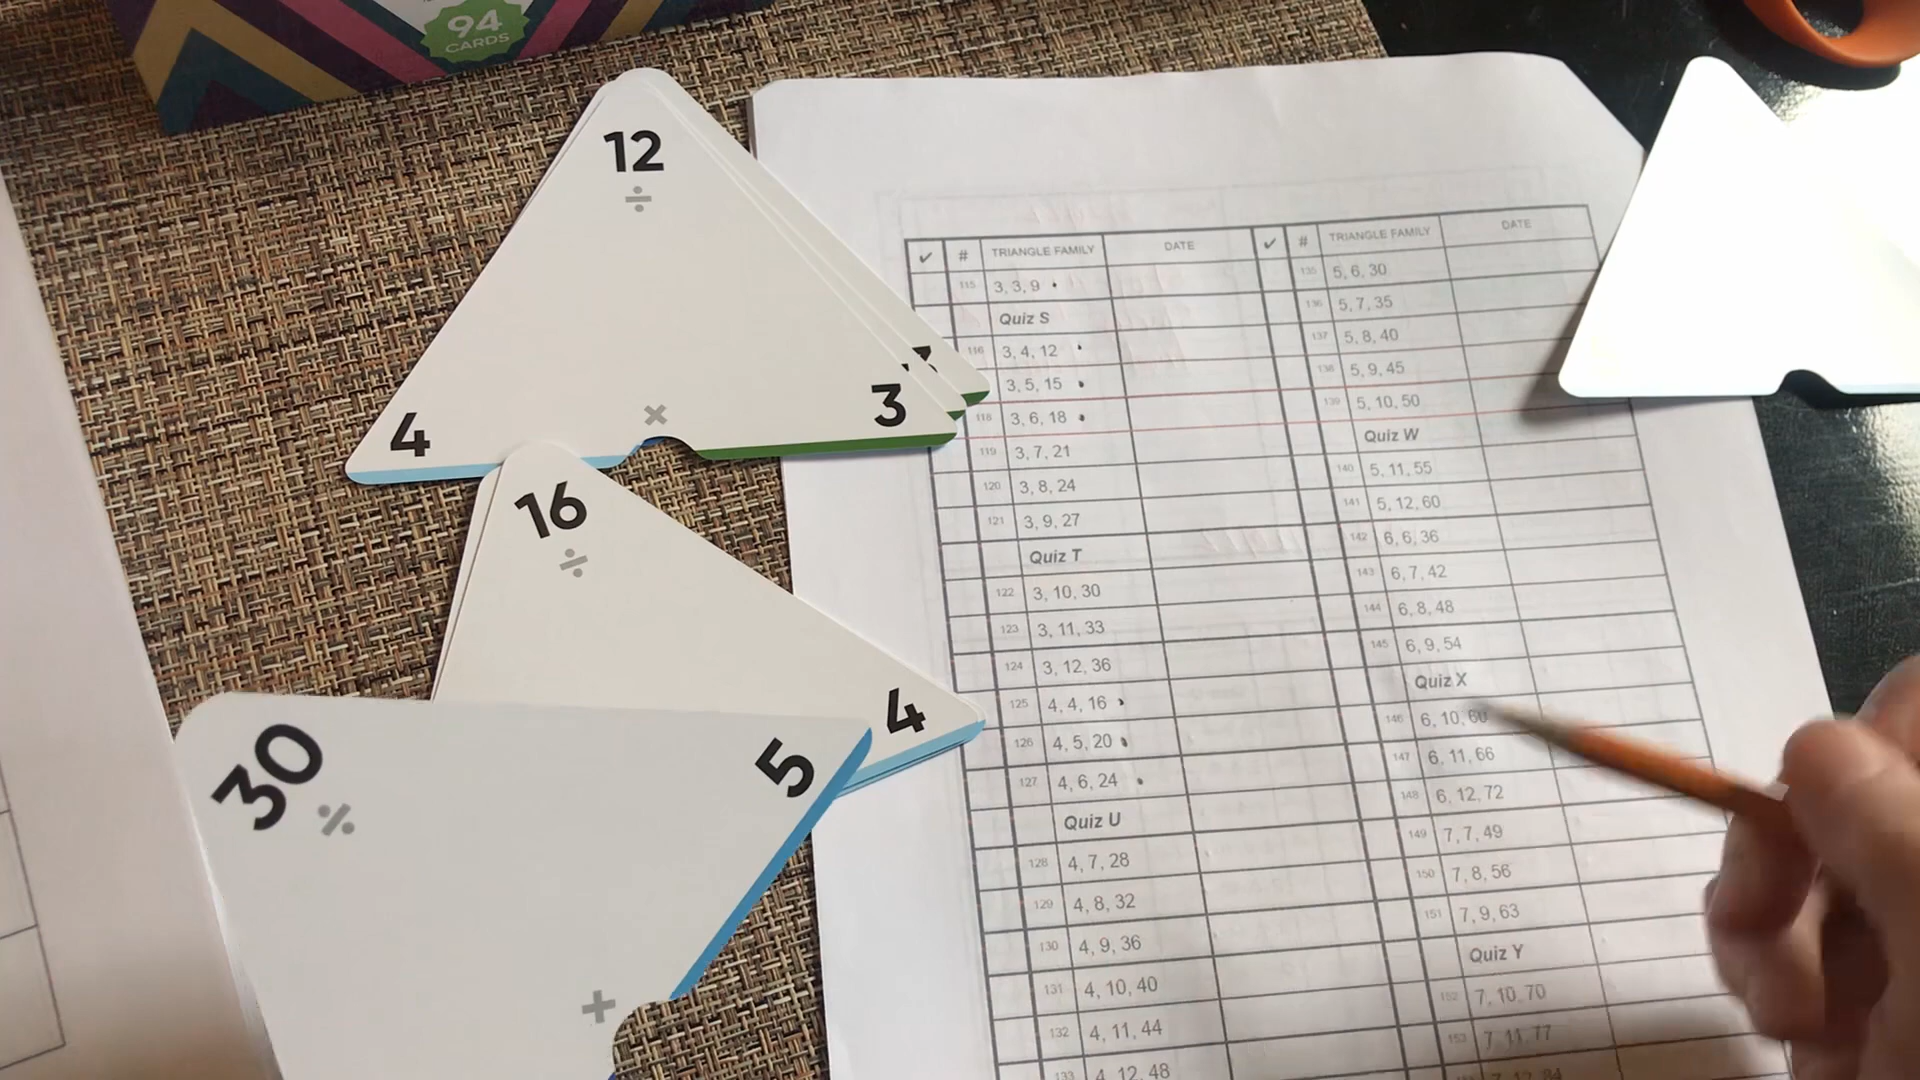 94
CARDS
12
÷
4
×
3
16
÷
4
30
÷
5
×
✓ # TRIANGLE FAMILY DATE
115 3, 3, 9 •
Quiz S
116 3, 4, 12 •
3, 5, 15 •
118 3, 6, 18 •
119 3, 7, 21
120 3, 8, 24
121 3, 9, 27
Quiz T
122 3, 10, 30
123 3, 11, 33
124 3, 12, 36
125 4, 4, 16 •
126 4, 5, 20 •
127 4, 6, 24 •
Quiz U
128 4, 7, 28
129 4, 8, 32
130 4, 9, 36
131 4, 10, 40
132 4, 11, 44
133 4, 12, 48
✓ # TRIANGLE FAMILY DATE
135 5, 6, 30
136 5, 7, 35
137 5, 8, 40
138 5, 9, 45
139 5, 10, 50
Quiz W
140 5, 11, 55
141 5, 12, 60
142 6, 6, 36
143 6, 7, 42
144 6, 8, 48
145 6, 9, 54
Quiz X
146 6, 10, 60
147 6, 11, 66
148 6, 12, 72
149 7, 7, 49
150 7, 8, 56
151 7, 9, 63
Quiz Y
152 7, 10, 70
153 7, 11, 77
7, 12, 84